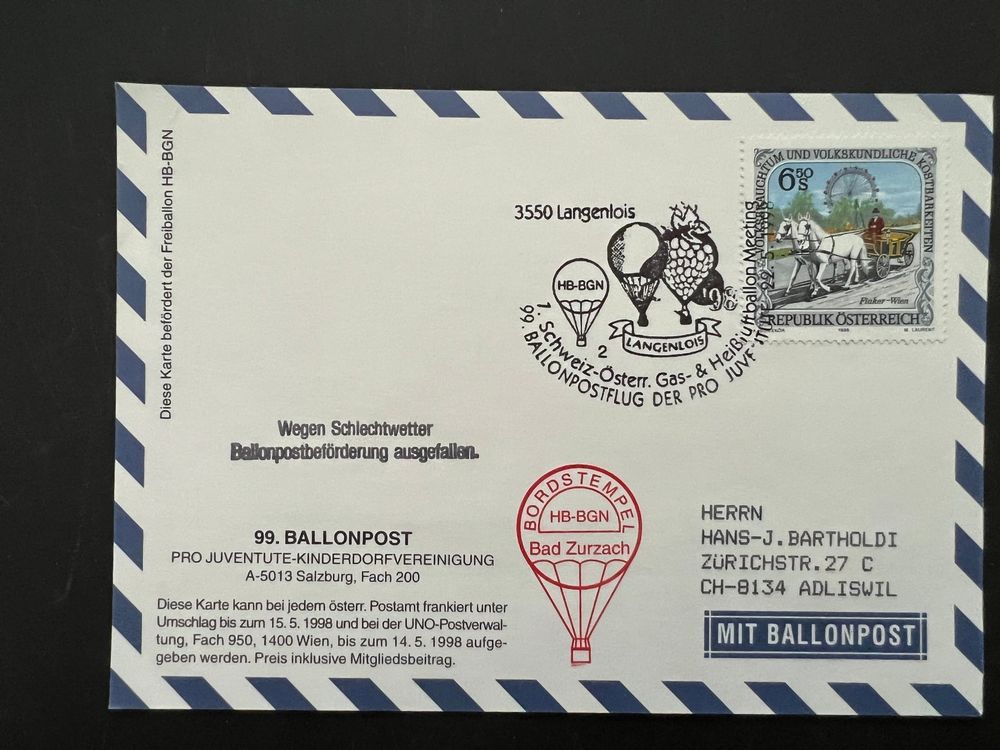 Diese Karte befördert der Freiballon HB-BGN
3550 Langenlois
HB-BGN
'98
2
LANGENLOIS
1. Schweiz-Österr. Gas- & Heißluftballon Meeting
99. BALLONPOSTFLUG DER PRO JUVENTUTE
VOLKSBRAUCHTUM UND VOLKSKUNDLICHE KOSTBARKEITEN
6 50
S
Fiaker-Wien
REPUBLIK ÖSTERREICH
1998
M. LAURENT
Wegen Schlechtwetter
Ballonpostbeförderung ausgefallen.
99. BALLONPOST
PRO JUVENTUTE-KINDERDORFVEREINIGUNG
A-5013 Salzburg, Fach 200
Diese Karte kann bei jedem österr. Postamt frankiert unter
Umschlag bis zum 15. 5. 1998 und bei der UNO-Postverwal-
tung, Fach 950, 1400 Wien, bis zum 14. 5. 1998 aufge-
geben werden. Preis inklusive Mitgliedsbeitrag.
BORDSTEMPEL
HB-BGN
Bad Zurzach
HERRN
HANS-J.BARTHOLDI
ZÜRICHSTR.27 C
CH-8134 ADLISWIL
MIT BALLONPOST